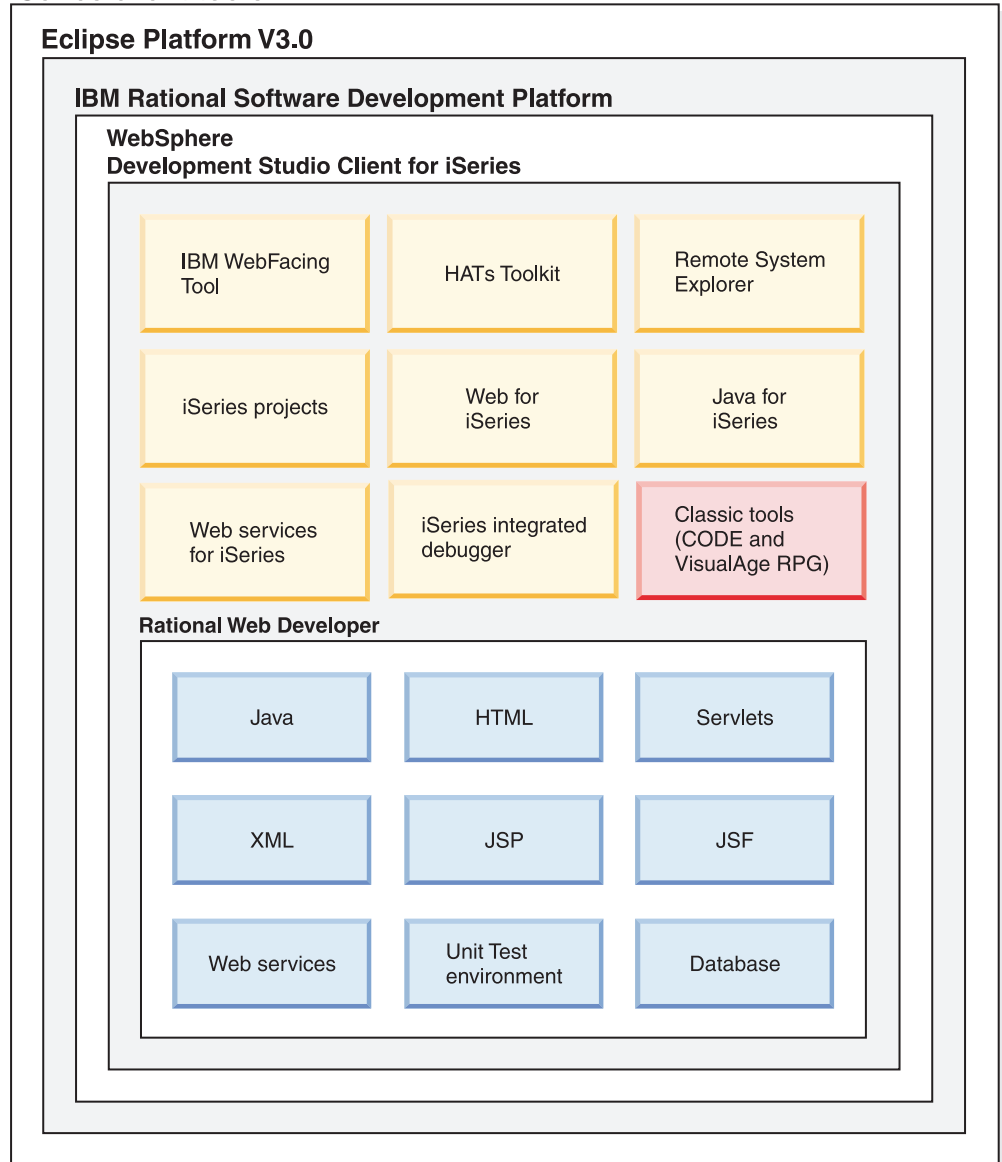 Eclipse Platform V3.0
IBM Rational Software Development Platform
WebSphere
Development Studio Client for iSeries
IBM WebFacing
Tool
HATs Toolkit
Remote System
Explorer
iSeries projects
Web for
iSeries
Java for
iSeries
Web services
for iSeries
iSeries integrated
debugger
Classic tools
(CODE and
VisualAge RPG)
Rational Web Developer
Java
HTML
Servlets
XML
JSP
JSF
Web services
Unit Test
environment
Database